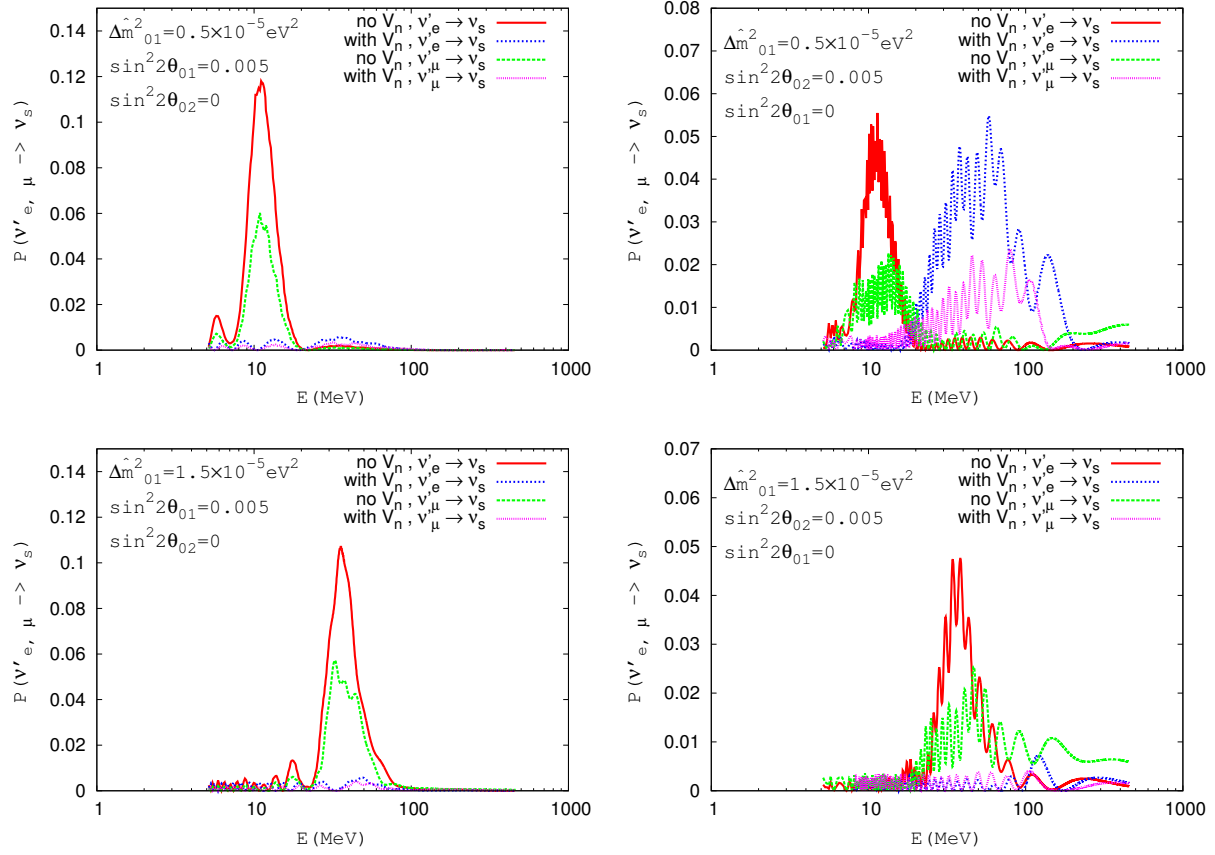 0.14
0.12
0.1
0.08
0.06
0.04
0.02
0
1
10
100
1000
P(ν'e, μ -> νs)
E(MeV)
Δm̂²01=0.5×10-5eV2
sin²2θ01=0.005
sin²2θ02=0
no Vn , ν'e → νs
with Vn , ν'e → νs
no Vn , ν'μ → νs
with Vn , ν'μ → νs
0.08
0.07
0.06
0.05
0.04
0.03
0.02
0.01
0
1
10
100
1000
P(ν'e, μ -> νs)
E(MeV)
Δm̂²01=0.5×10-5eV2
sin²2θ02=0.005
sin²2θ01=0
no Vn , ν'e → νs
with Vn , ν'e → νs
no Vn , ν'μ → νs
with Vn , ν'μ → νs
0.14
0.12
0.1
0.08
0.06
0.04
0.02
0
1
10
100
1000
P(ν'e, μ -> νs)
E(MeV)
Δm̂²01=1.5×10-5eV2
sin²2θ01=0.005
sin²2θ02=0
no Vn , ν'e → νs
with Vn , ν'e → νs
no Vn , ν'μ → νs
with Vn , ν'μ → νs
0.07
0.06
0.05
0.04
0.03
0.02
0.01
0
1
10
100
1000
P(ν'e, μ -> νs)
E(MeV)
Δm̂²01=1.5×10-5eV2
sin²2θ02=0.005
sin²2θ01=0
no Vn , ν'e → νs
with Vn , ν'e → νs
no Vn , ν'μ → νs
with Vn , ν'μ → νs